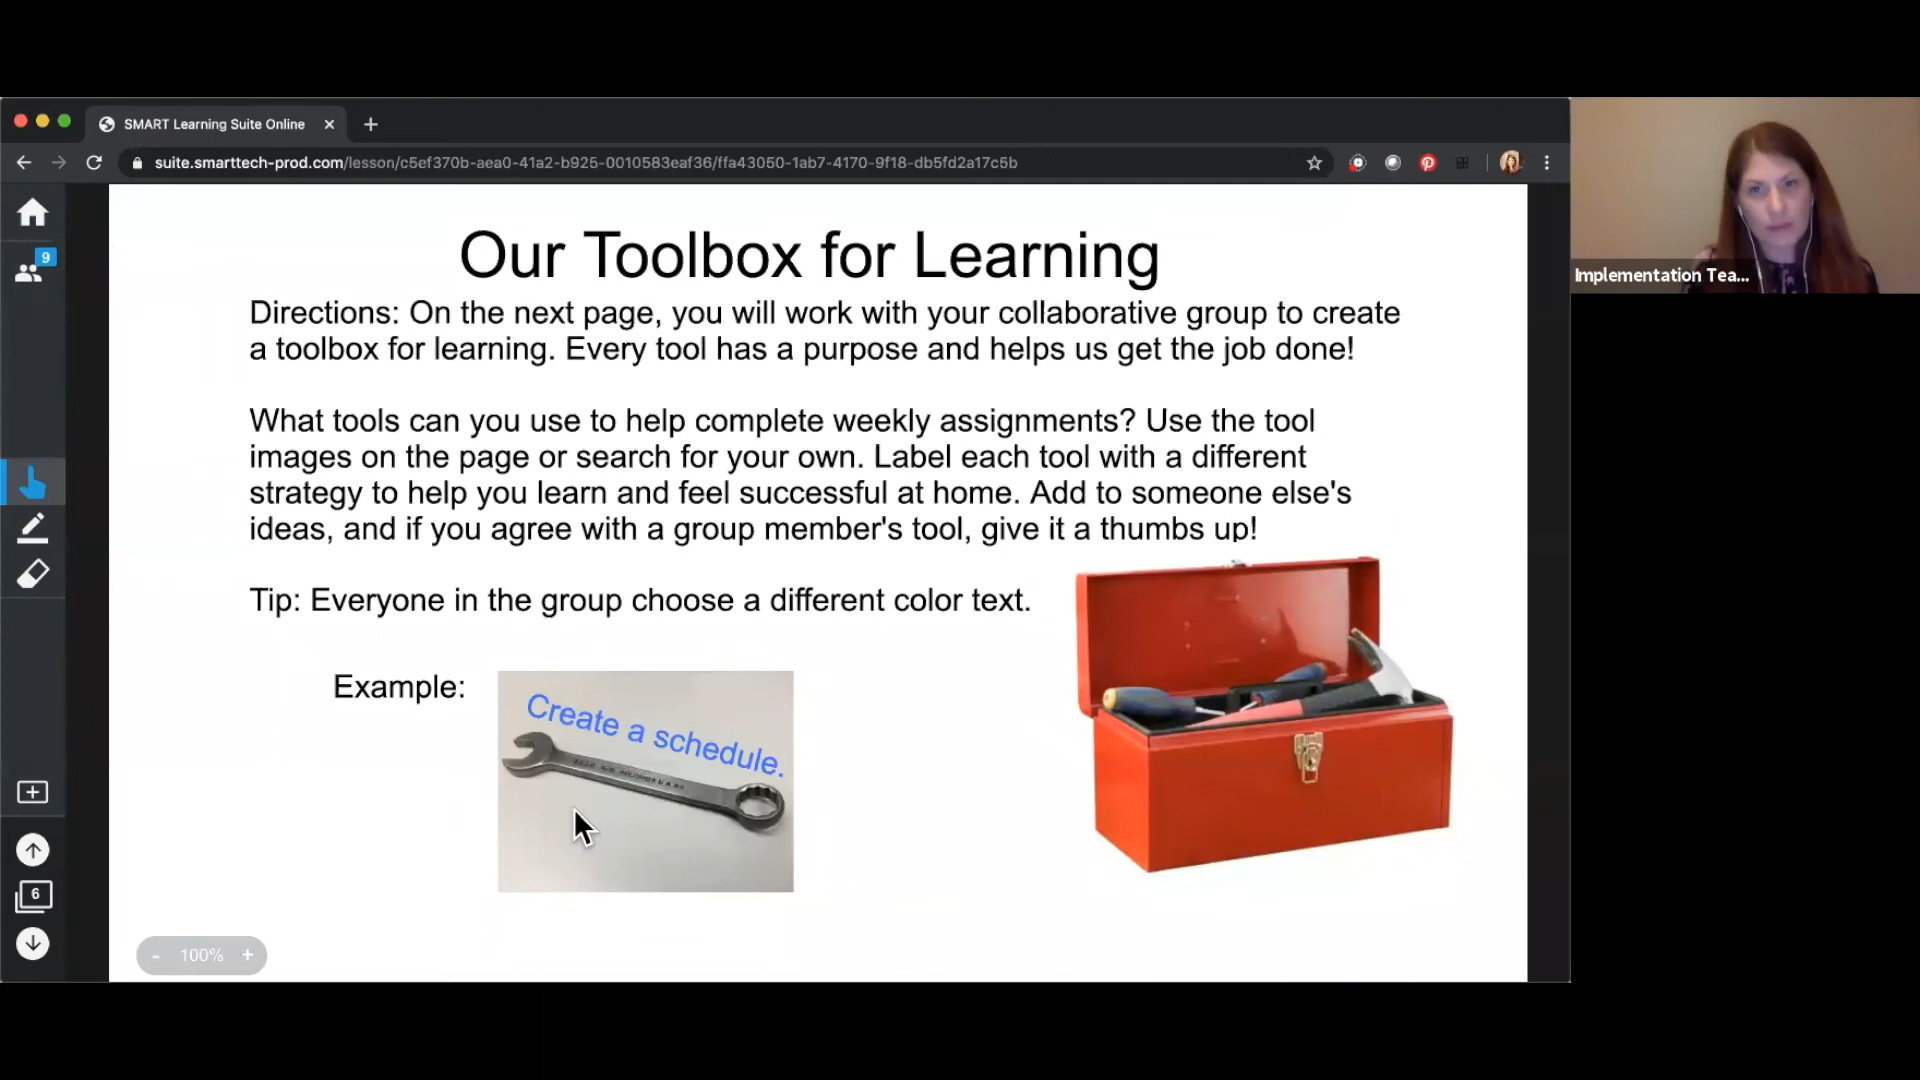 SMART Learning Suite Online
suite.smarttech-prod.com/lesson/c5ef370b-aea0-41a2-b925-0010583eaf36/ffa43050-1ab7-4170-9f18-db5fd2a17c5b
9
Our Toolbox for Learning
Directions: On the next page, you will work with your collaborative group to create
a toolbox for learning. Every tool has a purpose and helps us get the job done!
What tools can you use to help complete weekly assignments? Use the tool
images on the page or search for your own. Label each tool with a different
strategy to help you learn and feel successful at home. Add to someone else's
ideas, and if you agree with a group member's tool, give it a thumbs up!
Tip: Everyone in the group choose a different color text.
Example:
Create a schedule.
6
- 100% +
Implementation Tea...